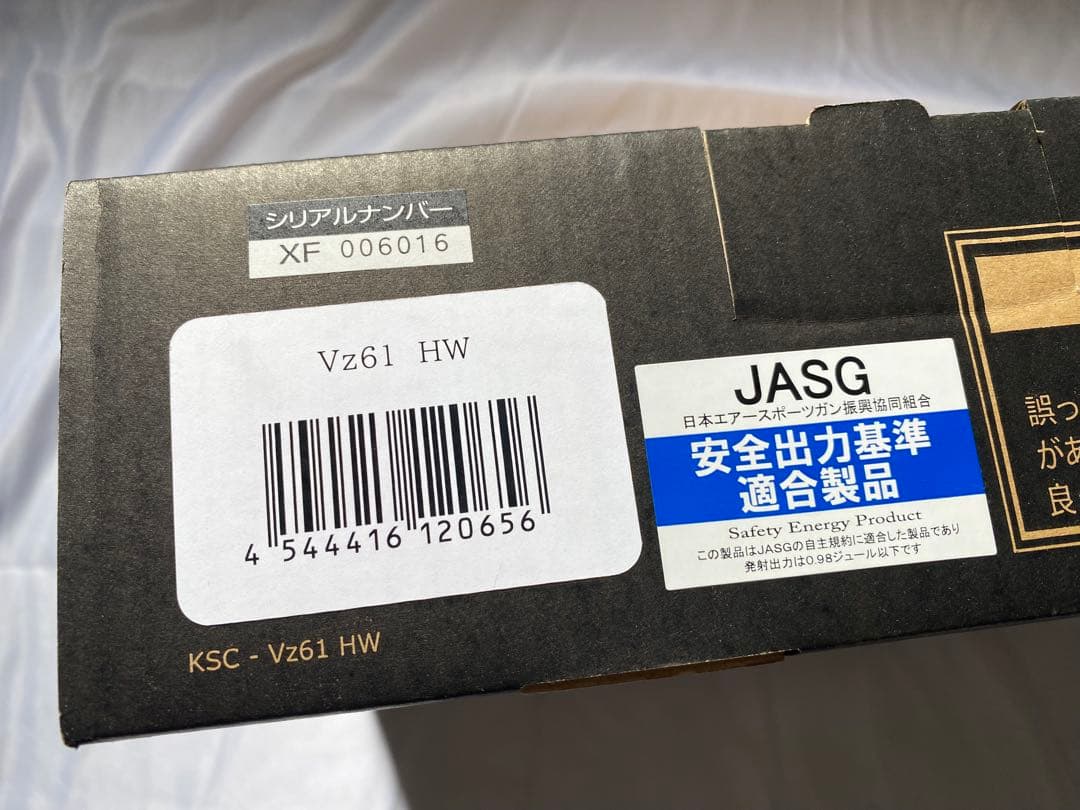 シリアルナンバー
XF 006016
Vz61 HW
4 544416 120656
KSC - Vz61 HW
JASG
日本エアースポーツガン振興協同組合
安全出力基準
適合製品
Safety Energy Product
この製品はJASGの自主規約に適合した製品であり
発射出力は0.98ジュール以下です
誤っ
があ
良